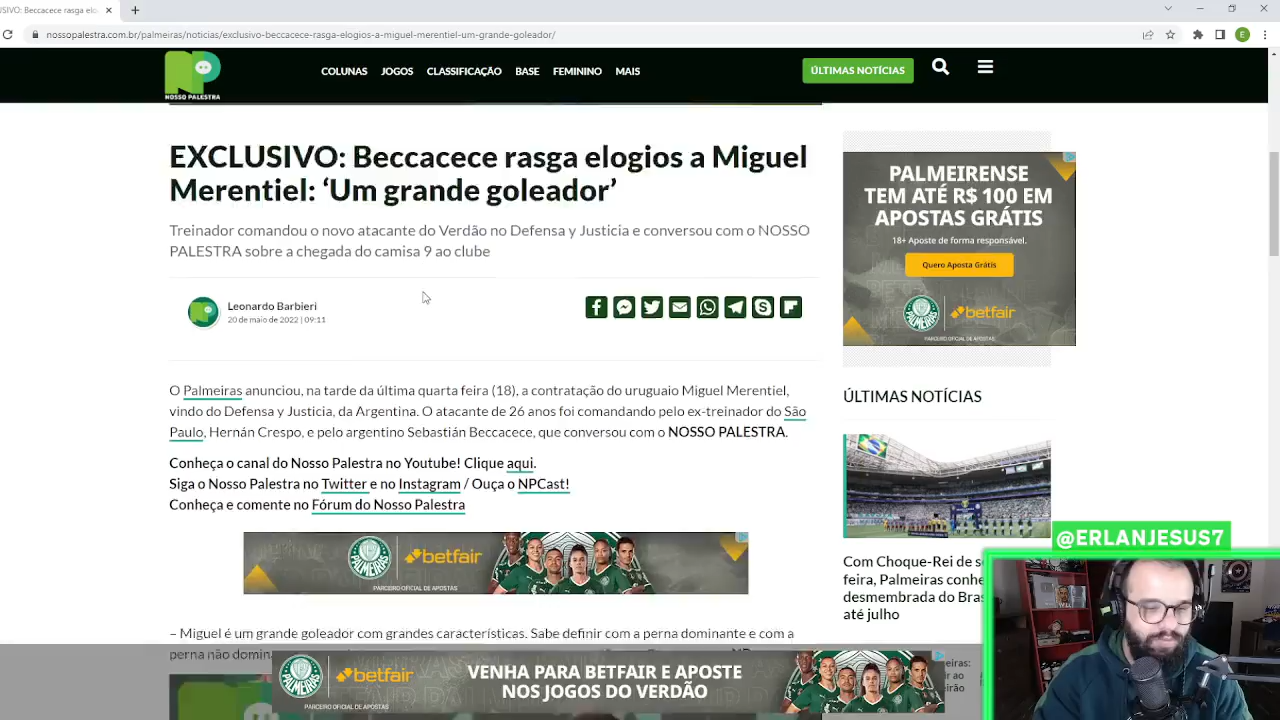 SIVO: Beccacece rasga elo
nossopalestra.com.br/palmeiras/noticias/exclusivo-beccacece-rasga-elogios-a-miguel-merentiel-um-grande-goleador/
E
NOSSO PALESTRA
COLUNAS JOGOS CLASSIFICAÇÃO BASE FEMININO MAIS
ÚLTIMAS NOTÍCIAS
EXCLUSIVO: Beccacece rasga elogios a Miguel
Merentiel: ‘Um grande goleador’
Treinador comandou o novo atacante do Verdão no Defensa y Justicia e conversou com o NOSSO
PALESTRA sobre a chegada do camisa 9 ao clube
Leonardo Barbieri
20 de maio de 2022 | 09:11
O Palmeiras anunciou, na tarde da última quarta feira (18), a contratação do uruguaio Miguel Merentiel,
vindo do Defensa y Justicia, da Argentina. O atacante de 26 anos foi comandando pelo ex-treinador do São
Paulo, Hernán Crespo, e pelo argentino Sebastián Beccacece, que conversou com o NOSSO PALESTRA.
Conheça o canal do Nosso Palestra no Youtube! Clique aqui.
Siga o Nosso Palestra no Twitter e no Instagram / Ouça o NPCast!
Conheça e comente no Fórum do Nosso Palestra
betfair
PARCEIRO OFICIAL DE APOSTAS
– Miguel é um grande goleador com grandes características. Sabe definir com a perna dominante e com a
perna não domin
PALMEIRENSE
TEM ATÉ R$ 100 EM
APOSTAS GRÁTIS
18+ Aposte de forma responsável.
Quero Aposta Grátis
betfair
PARCEIRO OFICIAL DE APOSTAS
ÚLTIMAS NOTÍCIAS
Com Choque-Rei de se
feira, Palmeiras conhe
desmembrada do Bras
até julho
@ERLANJESUS7
betfair
PARCEIRO OFICIAL DE APOSTAS
VENHA PARA BETFAIR E APOSTE
NOS JOGOS DO VERDÃO